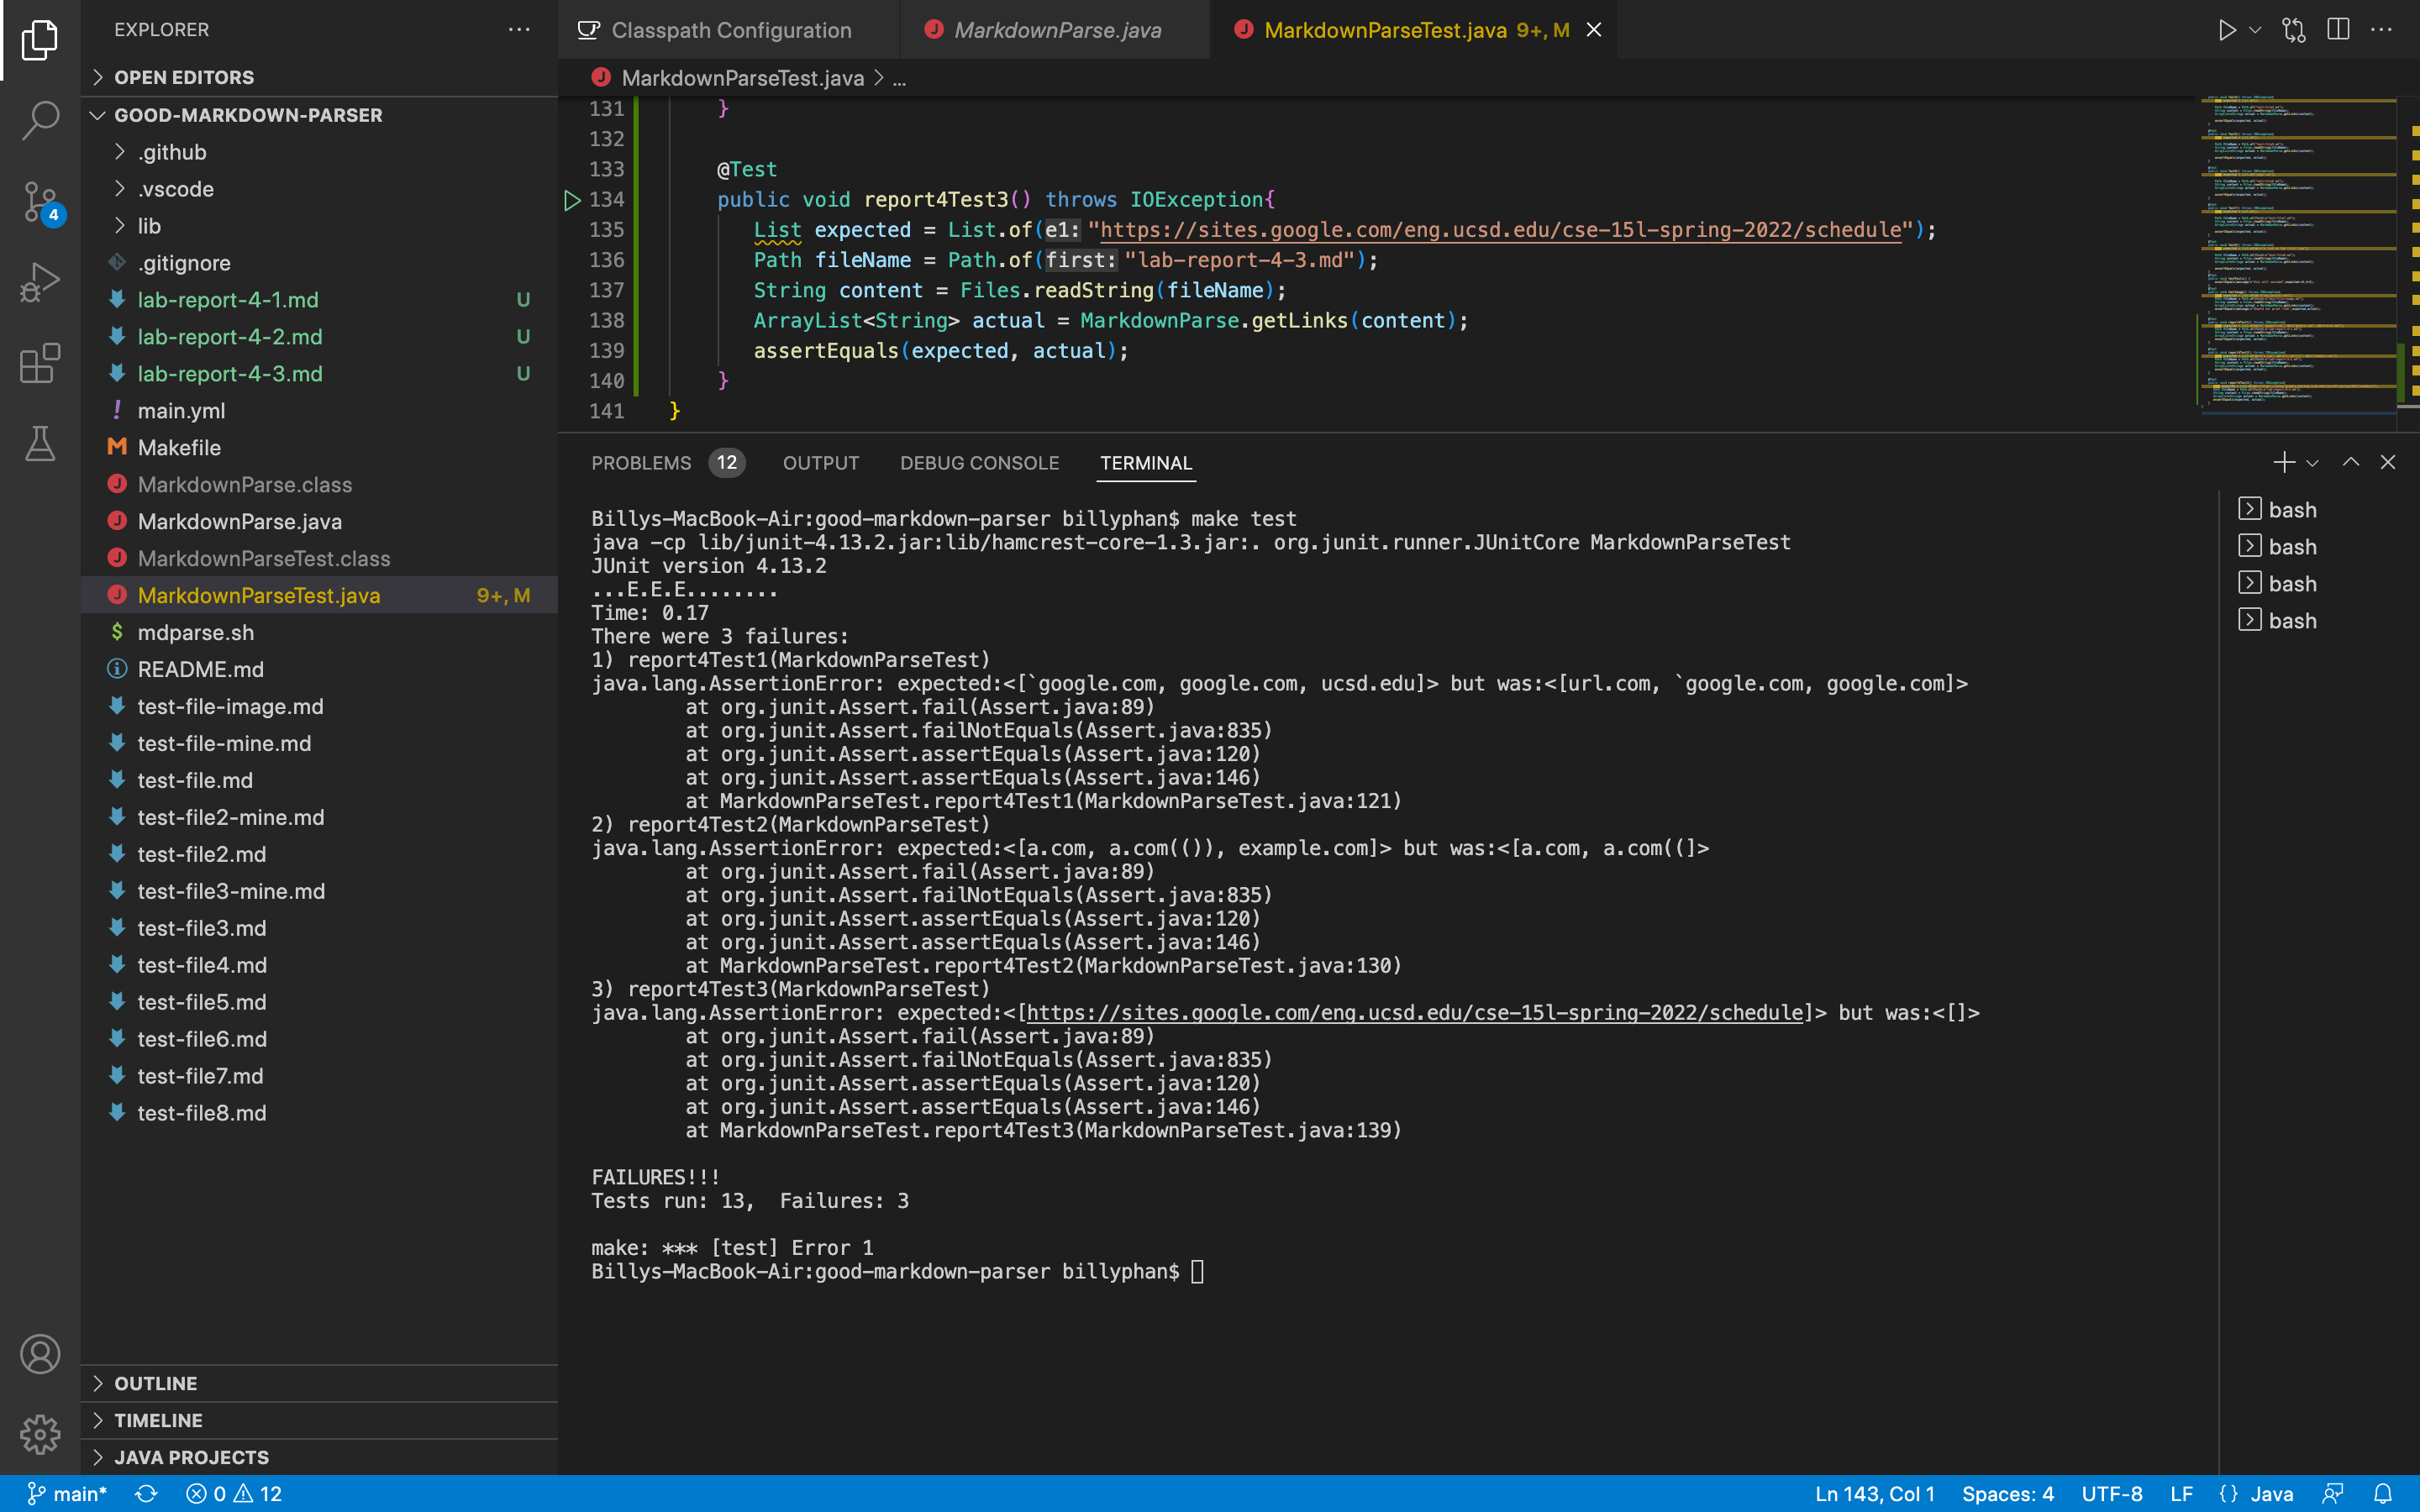 EXPLORER
OPEN EDITORS
GOOD-MARKDOWN-PARSER
.github
.vscode
lib
.gitignore
lab-report-4-1.md U
lab-report-4-2.md U
lab-report-4-3.md U
! main.yml
M Makefile
J MarkdownParse.class
J MarkdownParse.java
J MarkdownParseTest.class
J MarkdownParseTest.java 9+, M
$ mdparse.sh
README.md
test-file-image.md
test-file-mine.md
test-file.md
test-file2-mine.md
test-file2.md
test-file3-mine.md
test-file3.md
test-file4.md
test-file5.md
test-file6.md
test-file7.md
test-file8.md
OUTLINE
TIMELINE
JAVA PROJECTS
4
Classpath Configuration
J MarkdownParse.java
J MarkdownParseTest.java 9+, M
J MarkdownParseTest.java > ...
131 }
132
133 @Test
134 public void report4Test3() throws IOException{
135 List expected = List.of(e1: "https://sites.google.com/eng.ucsd.edu/cse-15l-spring-2022/schedule");
136 Path fileName = Path.of(first: "lab-report-4-3.md");
137 String content = Files.readString(fileName);
138 ArrayList<String> actual = MarkdownParse.getLinks(content);
139 assertEquals(expected, actual);
140 }
141 }
PROBLEMS 12 OUTPUT DEBUG CONSOLE TERMINAL
Billys-MacBook-Air:good-markdown-parser billyphan$ make test
java -cp lib/junit-4.13.2.jar:lib/hamcrest-core-1.3.jar:. org.junit.runner.JUnitCore MarkdownParseTest
JUnit version 4.13.2
...E.E.E........
Time: 0.17
There were 3 failures:
1) report4Test1(MarkdownParseTest)
java.lang.AssertionError: expected:<[`google.com, google.com, ucsd.edu]> but was:<[url.com, `google.com, google.com]>
at org.junit.Assert.fail(Assert.java:89)
at org.junit.Assert.failNotEquals(Assert.java:835)
at org.junit.Assert.assertEquals(Assert.java:120)
at org.junit.Assert.assertEquals(Assert.java:146)
at MarkdownParseTest.report4Test1(MarkdownParseTest.java:121)
2) report4Test2(MarkdownParseTest)
java.lang.AssertionError: expected:<[a.com, a.com(()), example.com]> but was:<[a.com, a.com((]>
at org.junit.Assert.fail(Assert.java:89)
at org.junit.Assert.failNotEquals(Assert.java:835)
at org.junit.Assert.assertEquals(Assert.java:120)
at org.junit.Assert.assertEquals(Assert.java:146)
at MarkdownParseTest.report4Test2(MarkdownParseTest.java:130)
3) report4Test3(MarkdownParseTest)
java.lang.AssertionError: expected:<[https://sites.google.com/eng.ucsd.edu/cse-15l-spring-2022/schedule]> but was:<[]>
at org.junit.Assert.fail(Assert.java:89)
at org.junit.Assert.failNotEquals(Assert.java:835)
at org.junit.Assert.assertEquals(Assert.java:120)
at org.junit.Assert.assertEquals(Assert.java:146)
at MarkdownParseTest.report4Test3(MarkdownParseTest.java:139)
FAILURES!!!
Tests run: 13,  Failures: 3
make: *** [test] Error 1
Billys-MacBook-Air:good-markdown-parser billyphan$
bash
bash
bash
bash
main* 0 12
Ln 143, Col 1 Spaces: 4 UTF-8 LF {} Java